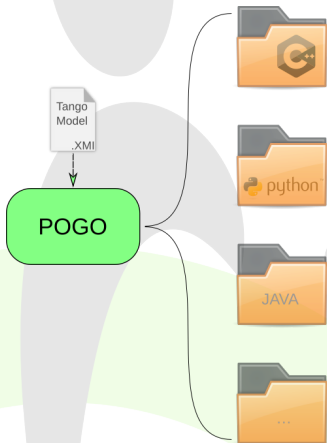 C++
Tango
Model
.XMI
python
POGO
JAVA
...